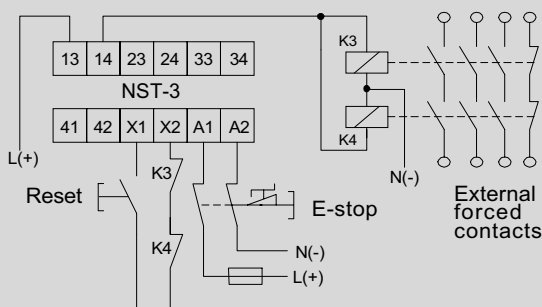 13 14 23 24 33 34
NST-3
41 42 X1 X2 A1 A2
L(+)
Reset
K3
K4
E-stop
N(-)
L(+)
K3
K4
N(-)
External
forced
contacts